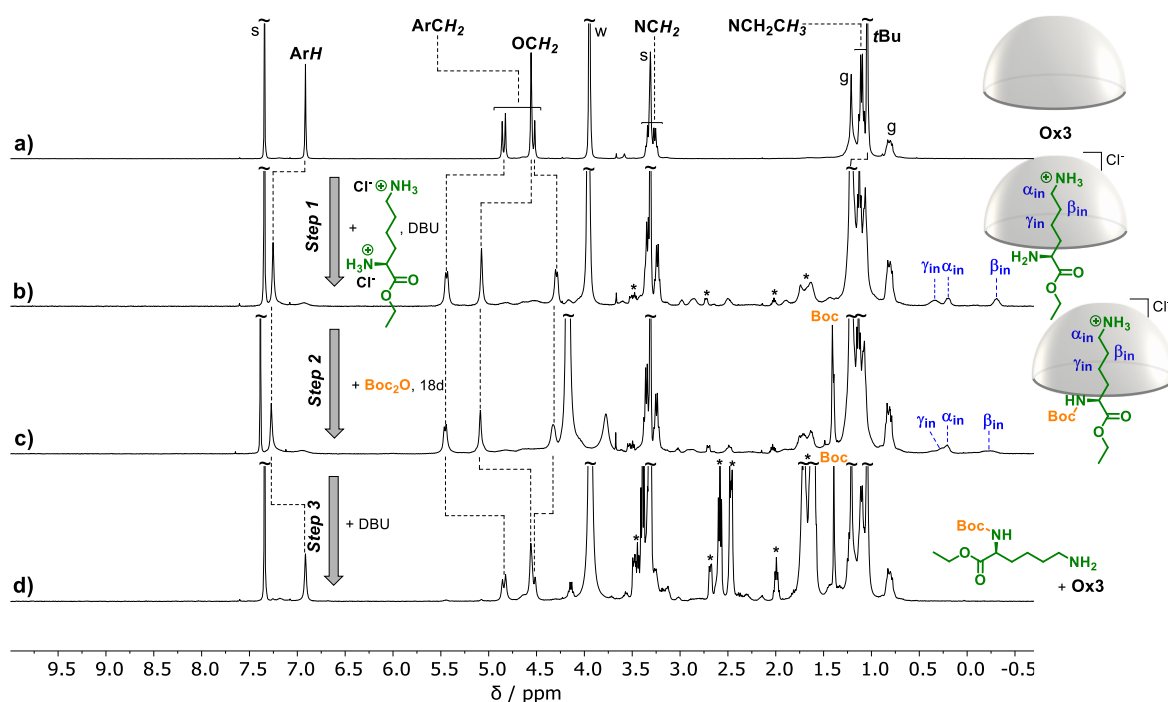 s
ArH
ArCH2
OCH2
NCH2
s
w
NCH2CH3
tBu
g
g
a)
Ox3
Cl-
Step 1
+
Cl-
NH3
H3N
Cl-
O
O
, DBU
b)
*
*
*
*
γin
αin
βin
αin
βin
γin
NH3
H2N
O
O
Cl-
Step 2
+ Boc2O, 18d
c)
Boc
γin
αin
βin
αin
βin
γin
NH3
HN
Boc
O
O
Step 3
+ DBU
d)
*
*
*
*
*
*
Boc
Boc
NH
O
O
NH2
+ Ox3
9.5 9.0 8.5 8.0 7.5 7.0 6.5 6.0 5.5 5.0 4.5 4.0 3.5 3.0 2.5 2.0 1.5 1.0 0.5 0.0 -0.5
δ / ppm